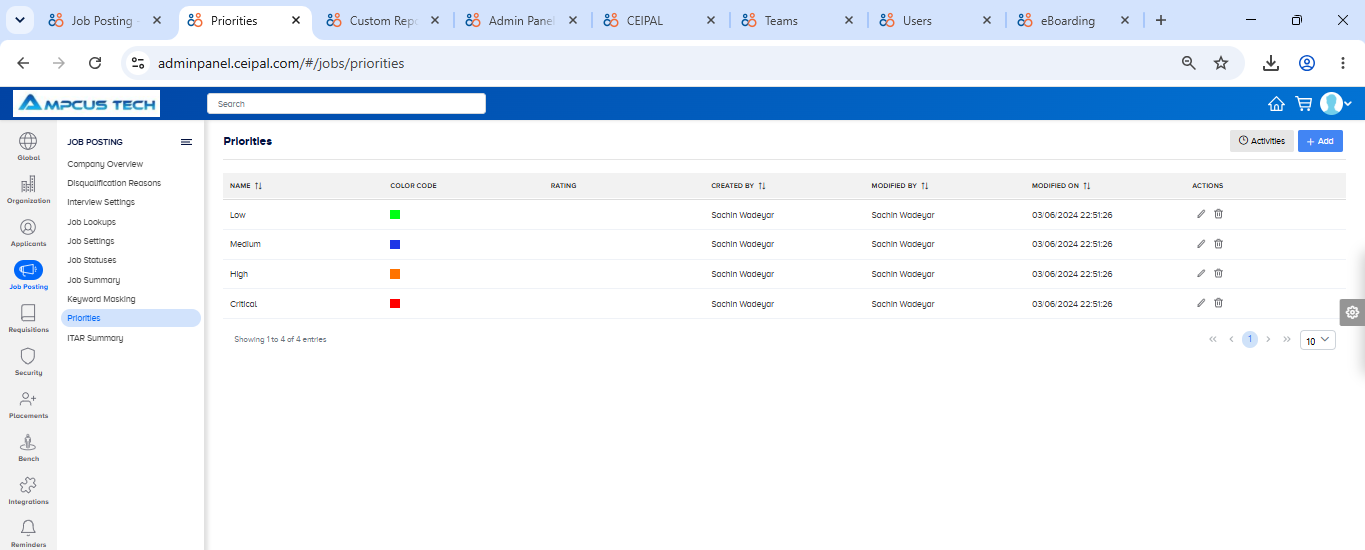 Job Posting -
Priorities
Custom Repo
Admin Panel
CEIPAL
Teams
Users
eBoarding
adminpanel.ceipal.com/#/jobs/priorities
AMPCUS TECH
Search
Global
Organization
Applicants
Job Posting
Requisitions
Security
Placements
Bench
Integrations
Reminders
JOB POSTING
Company Overview
Disqualification Reasons
Interview Settings
Job Lookups
Job Settings
Job Statuses
Job Summary
Keyword Masking
Priorities
ITAR Summary
Priorities
Activities
+ Add
NAME COLOR CODE RATING CREATED BY MODIFIED BY MODIFIED ON ACTIONS
Low Sachin Wadeyar Sachin Wadeyar 03/06/2024 22:51:26
Medium Sachin Wadeyar Sachin Wadeyar 03/06/2024 22:51:26
High Sachin Wadeyar Sachin Wadeyar 03/06/2024 22:51:26
Critical Sachin Wadeyar Sachin Wadeyar 03/06/2024 22:51:26
Showing 1 to 4 of 4 entries
« ‹ 1 › » 10